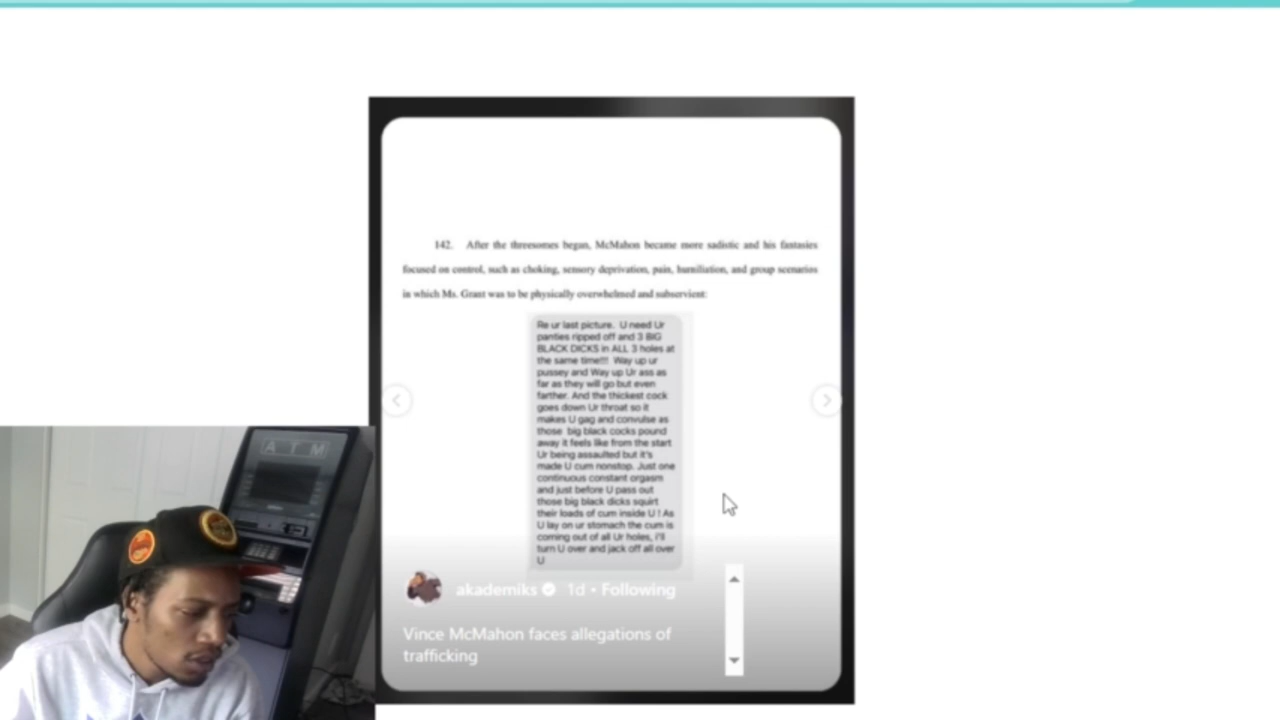 142. After the threesomes began, McMahon became more sadistic and his fantasies
focused on control, such as choking, sensory deprivation, pain, humiliation, and group scenarios
in which Ms. Grant was to be physically overwhelmed and subservient:
Re ur last picture. U need Ur
panties ripped off and 3 BIG
BLACK DICKS in ALL 3 holes at
the same time!!! Way up ur
pussey and Way up Ur ass as
far as they will go but even
farther. And the thickest cock
goes down Ur throat so it
makes U gag and convulse as
those big black cocks pound
away it feels like from the start
Ur being assaulted but it's
made U cum nonstop. Just one
continuous constant orgasm
and just before U pass out
those big black dicks squirt
their loads of cum inside U ! As
U lay on ur stomach the cum is
coming out of all Ur holes, i'll
turn U over and jack off all over
U
akademiks 1d • Following
Vince McMahon faces allegations of
trafficking
ATM